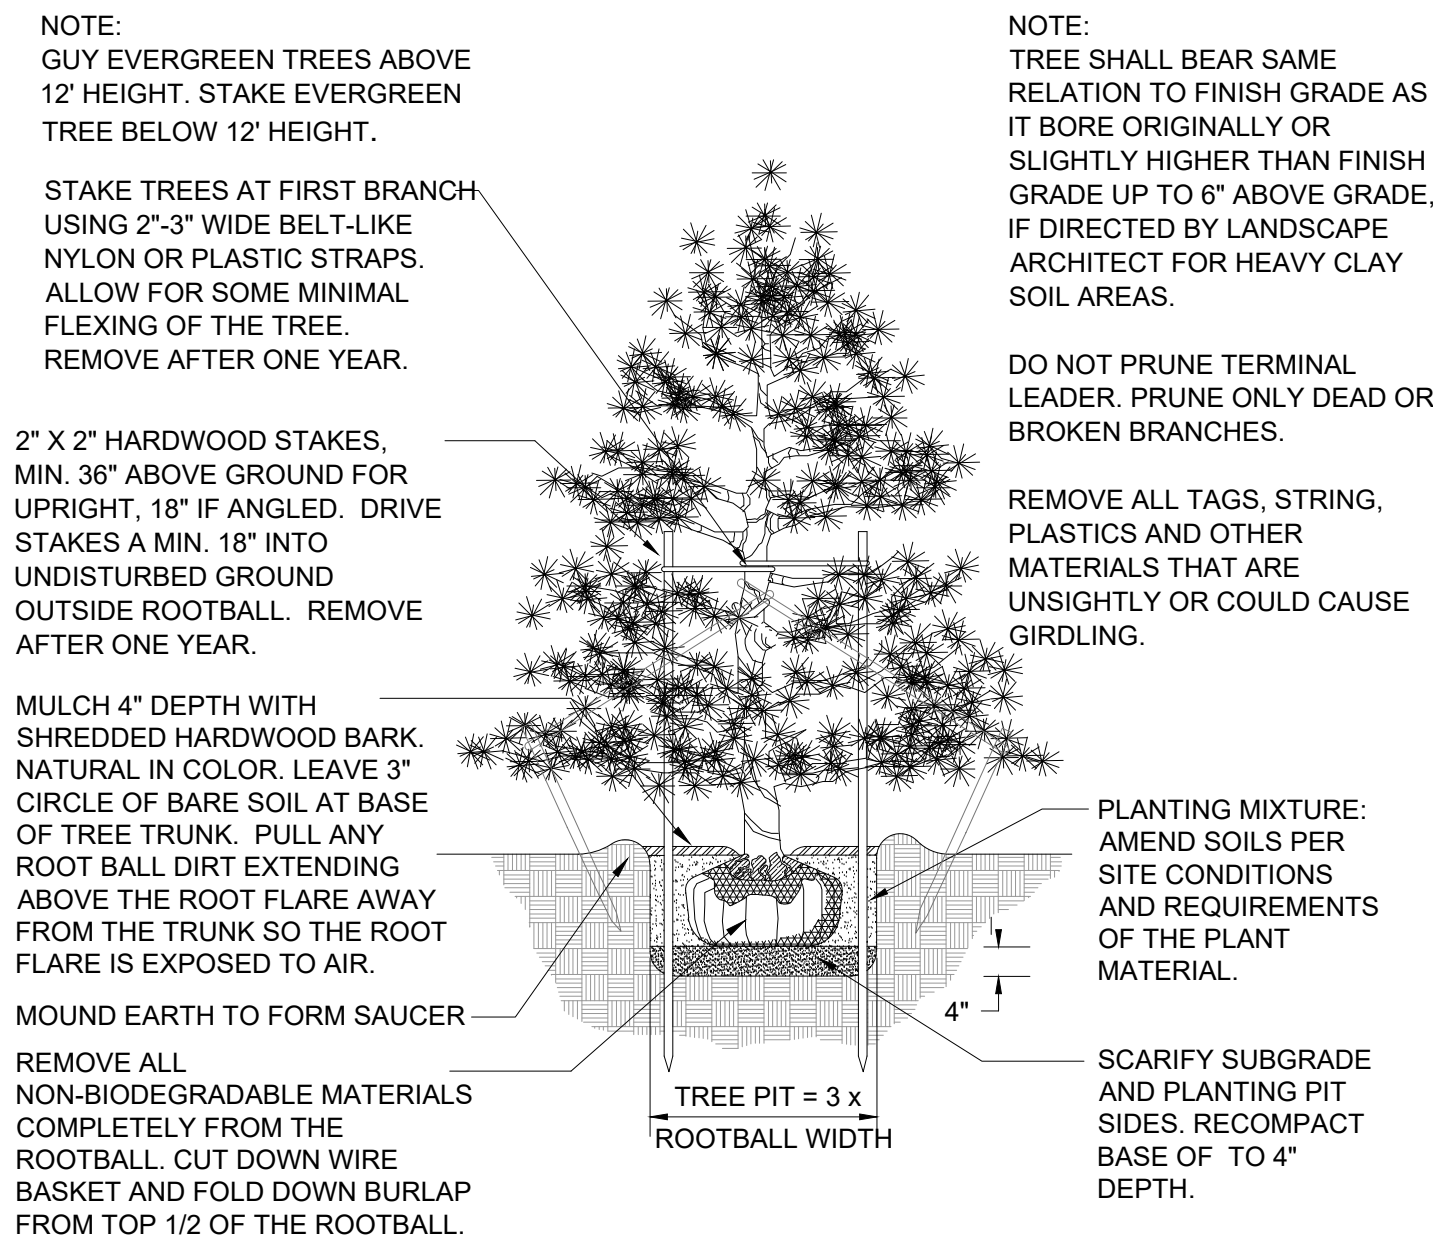 NOTE:
GUY EVERGREEN TREES ABOVE
12' HEIGHT. STAKE EVERGREEN
TREE BELOW 12' HEIGHT.
STAKE TREES AT FIRST BRANCH
USING 2"-3" WIDE BELT-LIKE
NYLON OR PLASTIC STRAPS.
ALLOW FOR SOME MINIMAL
FLEXING OF THE TREE.
REMOVE AFTER ONE YEAR.
2" X 2" HARDWOOD STAKES,
MIN. 36" ABOVE GROUND FOR
UPRIGHT, 18" IF ANGLED. DRIVE
STAKES A MIN. 18" INTO
UNDISTURBED GROUND
OUTSIDE ROOTBALL. REMOVE
AFTER ONE YEAR.
MULCH 4" DEPTH WITH
SHREDDED HARDWOOD BARK.
NATURAL IN COLOR. LEAVE 3"
CIRCLE OF BARE SOIL AT BASE
OF TREE TRUNK. PULL ANY
ROOT BALL DIRT EXTENDING
ABOVE THE ROOT FLARE AWAY
FROM THE TRUNK SO THE ROOT
FLARE IS EXPOSED TO AIR.
MOUND EARTH TO FORM SAUCER
REMOVE ALL
NON-BIODEGRADABLE MATERIALS
COMPLETELY FROM THE
ROOTBALL. CUT DOWN WIRE
BASKET AND FOLD DOWN BURLAP
FROM TOP 1/2 OF THE ROOTBALL.
TREE PIT = 3 x
ROOTBALL WIDTH
NOTE:
TREE SHALL BEAR SAME
RELATION TO FINISH GRADE AS
IT BORE ORIGINALLY OR
SLIGHTLY HIGHER THAN FINISH
GRADE UP TO 6" ABOVE GRADE,
IF DIRECTED BY LANDSCAPE
ARCHITECT FOR HEAVY CLAY
SOIL AREAS.
DO NOT PRUNE TERMINAL
LEADER. PRUNE ONLY DEAD OR
BROKEN BRANCHES.
REMOVE ALL TAGS, STRING,
PLASTICS AND OTHER
MATERIALS THAT ARE
UNSIGHTLY OR COULD CAUSE
GIRDLING.
PLANTING MIXTURE:
AMEND SOILS PER
SITE CONDITIONS
AND REQUIREMENTS
OF THE PLANT
MATERIAL.
4"
SCARIFY SUBGRADE
AND PLANTING PIT
SIDES. RECOMPACT
BASE OF TO 4"
DEPTH.